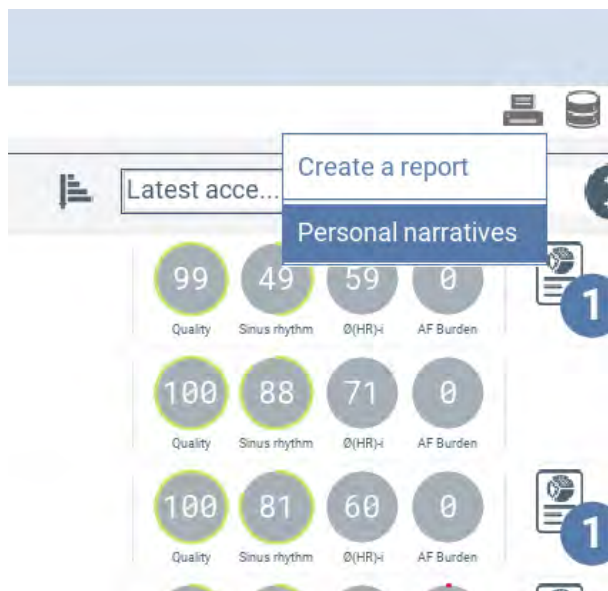 Create a report
Latest acce...
Personal narratives
99 49 59 0
1
Quality Sinus rhythm Ø(HR)-i AF Burden
100 88 71 0
Quality Sinus rhythm Ø(HR)-i AF Burden
100 81 60 0
1
Quality Sinus rhythm Ø(HR)-i AF Burden